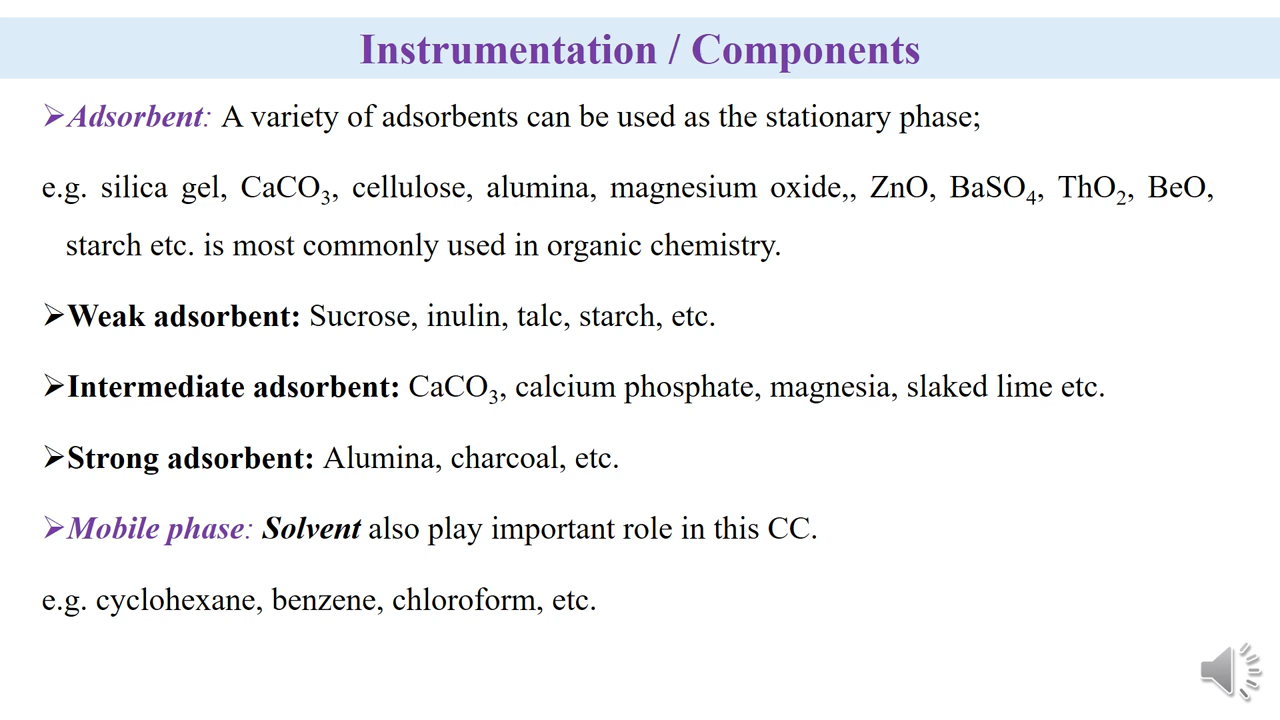 Instrumentation / Components
➢Adsorbent: A variety of adsorbents can be used as the stationary phase;
e.g. silica gel, CaCO₃, cellulose, alumina, magnesium oxide,, ZnO, BaSO₄, ThO₂, BeO,
starch etc. is most commonly used in organic chemistry.
➢Weak adsorbent: Sucrose, inulin, talc, starch, etc.
➢Intermediate adsorbent: CaCO₃, calcium phosphate, magnesia, slaked lime etc.
➢Strong adsorbent: Alumina, charcoal, etc.
➢Mobile phase: Solvent also play important role in this CC.
e.g. cyclohexane, benzene, chloroform, etc.